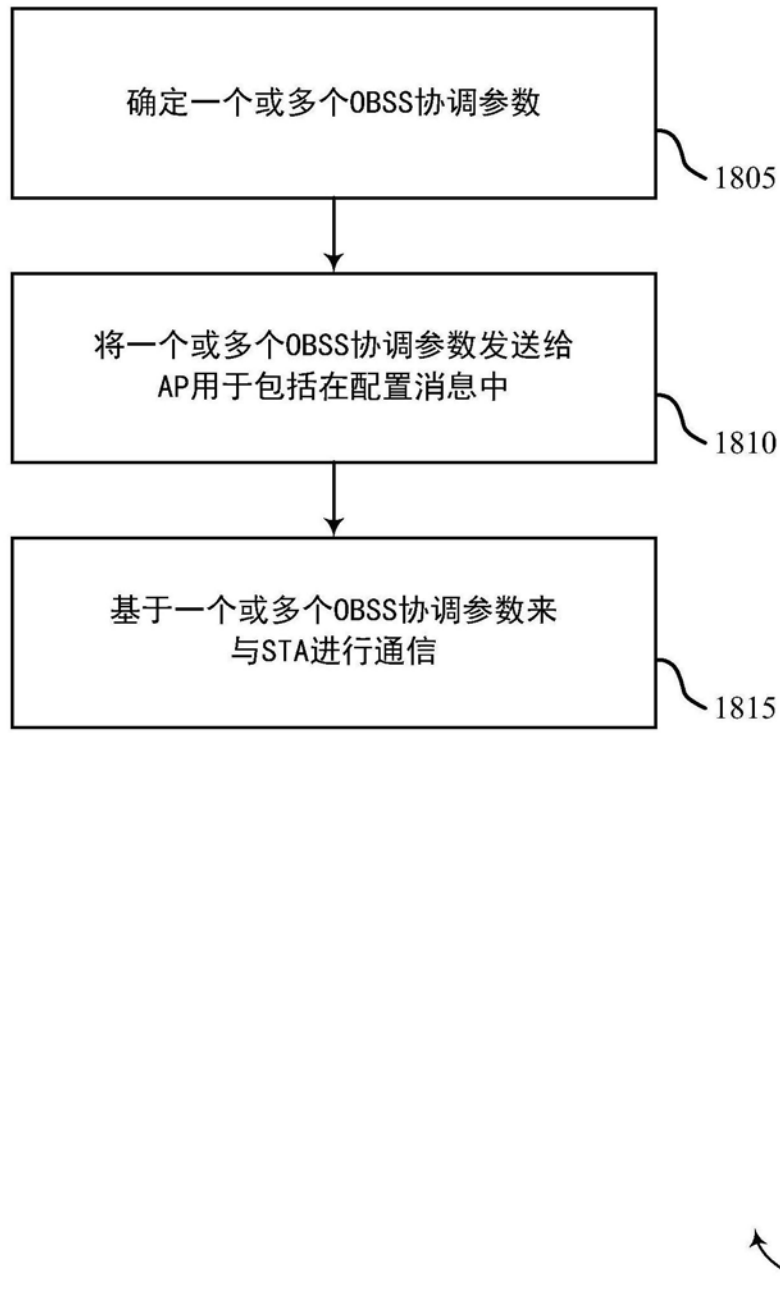 确定一个或多个OBSS协调参数
1805
将一个或多个OBSS协调参数发送给
AP用于包括在配置消息中
1810
基于一个或多个OBSS协调参数来
与STA进行通信
1815